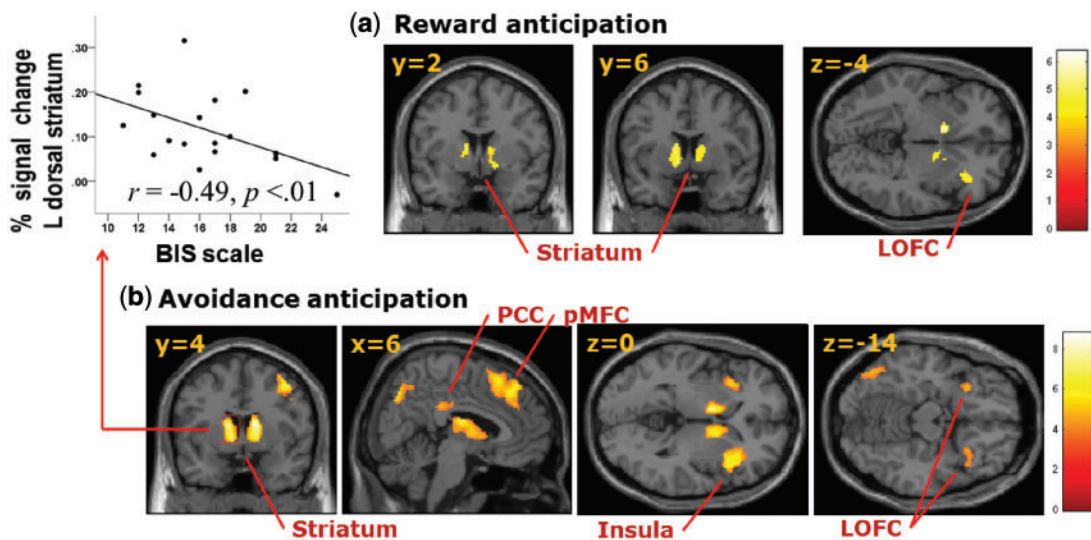 (a) Reward anticipation
% signal change
L dorsal striatum
.30
.20
.10
.00
r = -0.49, p <.01
10 12 14 16 18 20 22 24
BIS scale
y=2
y=6
z=-4
Striatum
LOFC
6
5
4
3
2
1
0
(b) Avoidance anticipation
PCC pMFC
y=4
x=6
z=0
z=-14
Striatum
Insula
LOFC
8
6
4
2
0